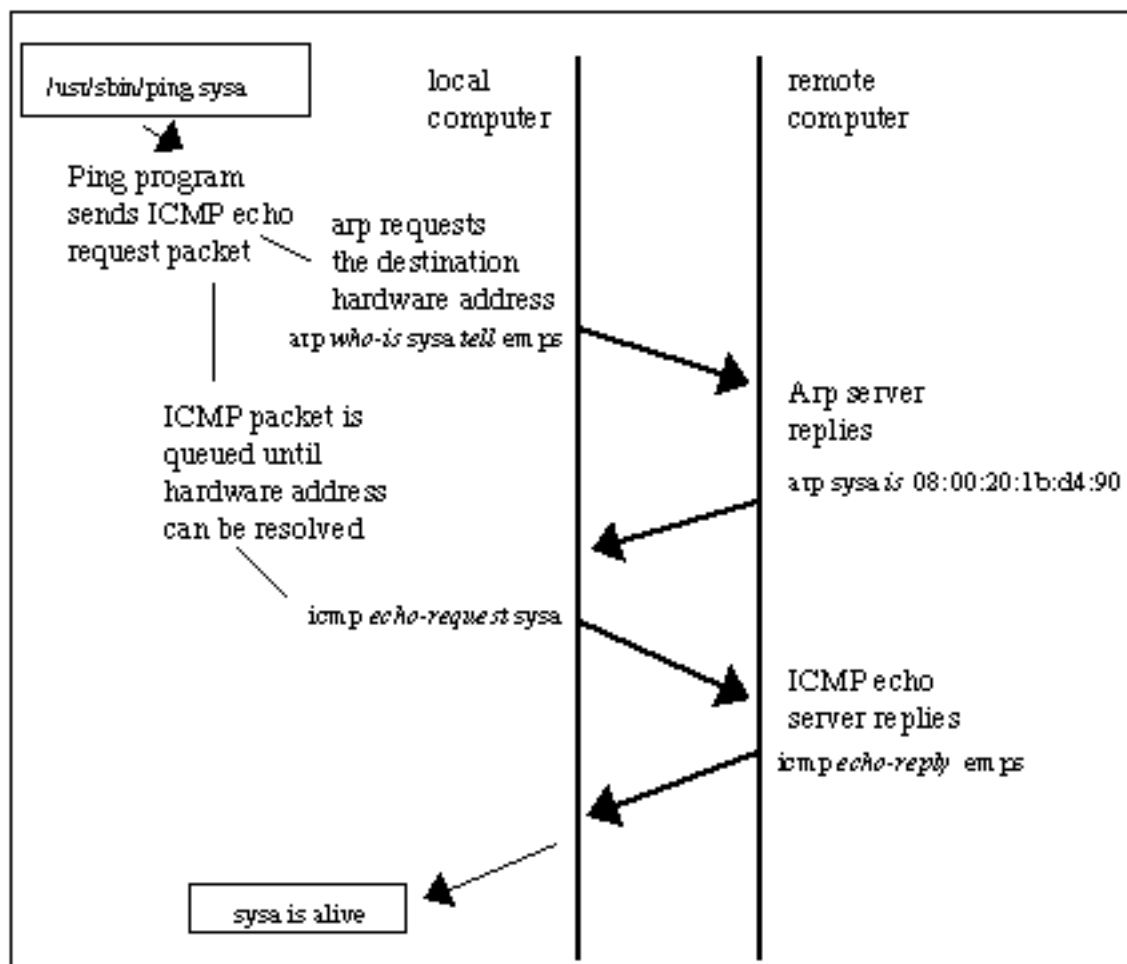 /usr/sbin/ping sysa
local
computer
remote
computer
Ping program
sends ICMP echo
request packet
arp requests
the destination
hardware address
arp who-is sysa tell emps
Arp server
replies
arp sysa is 08:00:20:1b:d4:90
ICMP packet is
queued until
hardware address
can be resolved
icmp echo-request sysa
ICMP echo
server replies
icmp echo-reply emps
sysa is alive